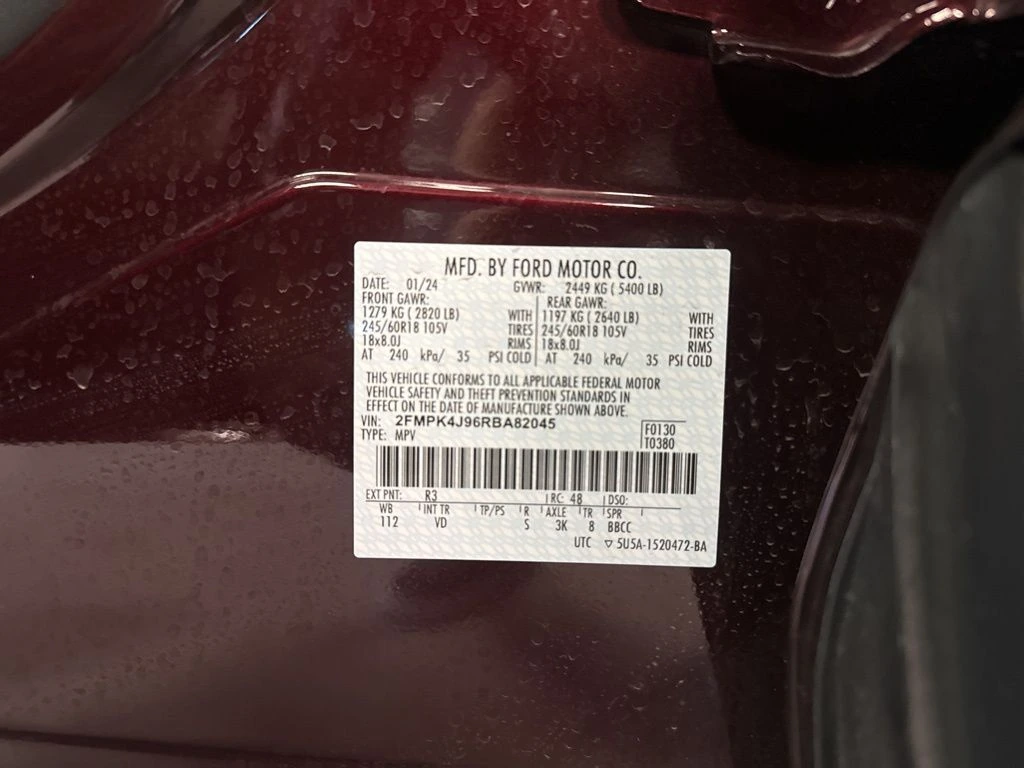 MFD. BY FORD MOTOR CO.
DATE: 01/24 GVWR: 2449 KG ( 5400 LB)
FRONT GAWR: REAR GAWR:
1279 KG ( 2820 LB) WITH 1197 KG ( 2640 LB) WITH
245/60R18 105V TIRES 245/60R18 105V TIRES
18x8.0J RIMS 18x8.0J RIMS
AT 240 kPa/ 35 PSI COLD AT 240 kPa/ 35 PSI COLD
THIS VEHICLE CONFORMS TO ALL APPLICABLE FEDERAL MOTOR
VEHICLE SAFETY AND THEFT PREVENTION STANDARDS IN
EFFECT ON THE DATE OF MANUFACTURE SHOWN ABOVE.
VIN: 2FMPK4J96RBA82045 F0130
TYPE: MPV T0380
EXT PNT: R3 RC: 48 DSO:
WB INT TR TP/PS R AXLE TR SPR
112 VD S 3K 8 BBCC
UTC ▽ 5U5A-1520472-BA